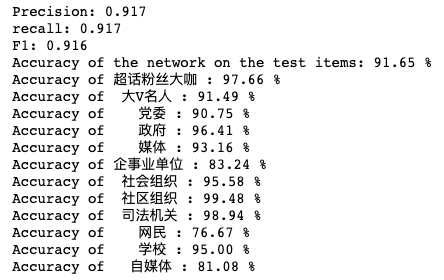 Precision: 0.917
recall: 0.917
F1: 0.916
Accuracy of the network on the test items: 91.65 %
Accuracy of 超话粉丝大咖 : 97.66 %
Accuracy of 大V名人 : 91.49 %
Accuracy of 党委 : 90.75 %
Accuracy of 政府 : 96.41 %
Accuracy of 媒体 : 93.16 %
Accuracy of 企事业单位 : 83.24 %
Accuracy of 社会组织 : 95.58 %
Accuracy of 社区组织 : 99.48 %
Accuracy of 司法机关 : 98.94 %
Accuracy of 网民 : 76.67 %
Accuracy of 学校 : 95.00 %
Accuracy of 自媒体 : 81.08 %